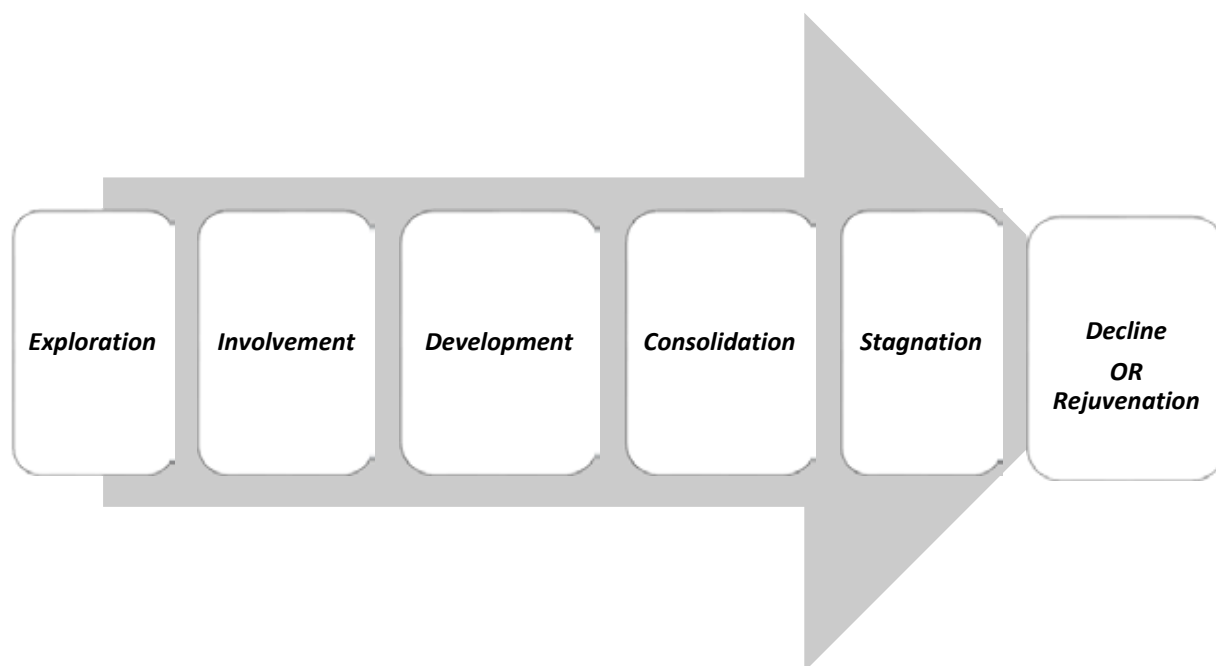 Exploration
Involvement
Development
Consolidation
Stagnation
Decline
OR
Rejuvenation